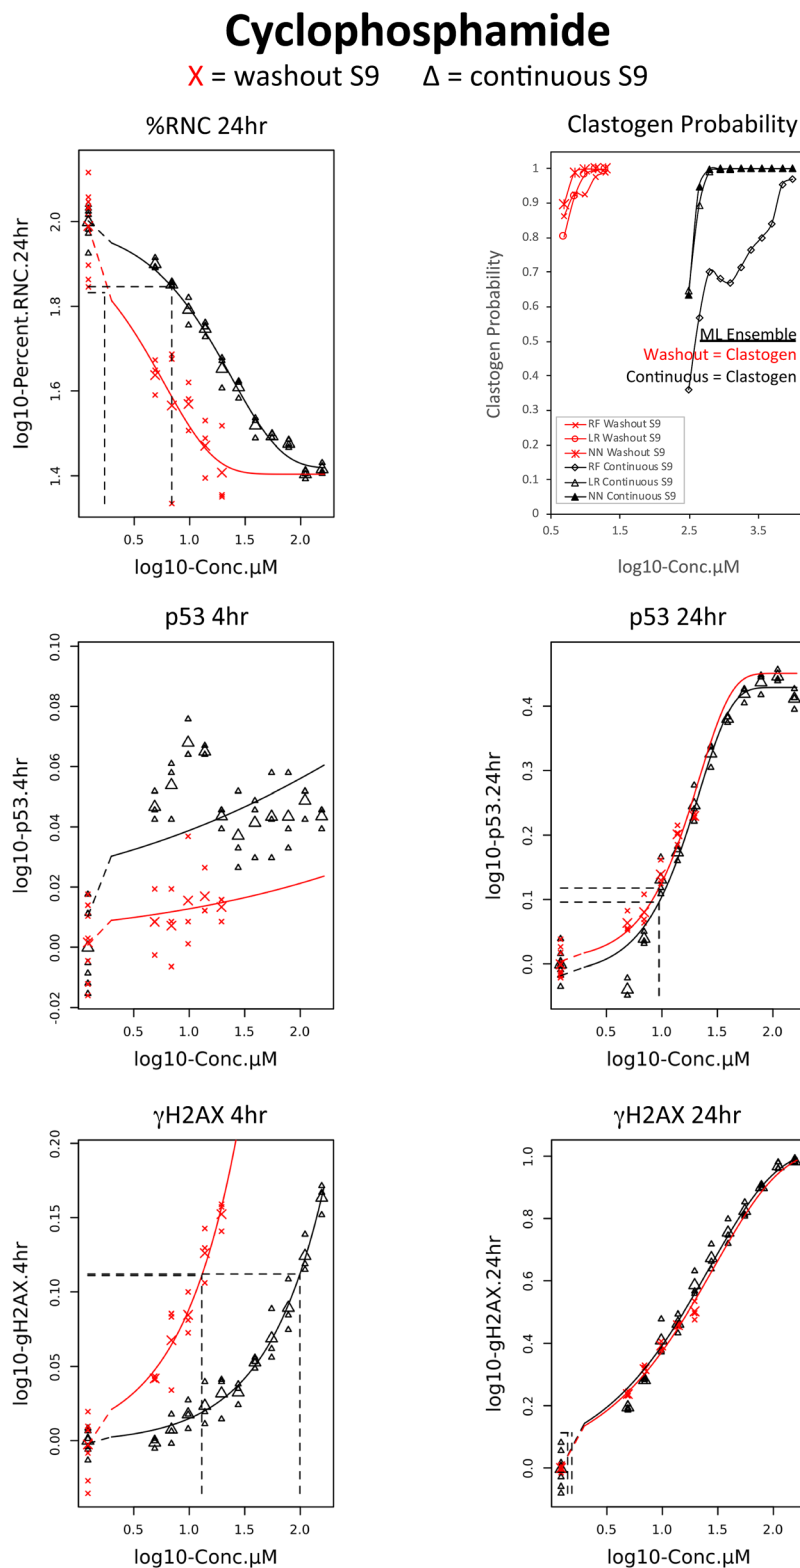 Cyclophosphamide
X = washout S9 Δ = continuous S9
%RNC 24hr
log10-Percent.RNC.24hr
2.0
1.8
1.6
1.4
0.5 1.0 1.5 2.0
log10-Conc.μM
Clastogen Probability
Clastogen Probability
1
0.9
0.8
0.7
0.6
0.5
0.4
0.3
0.2
0.1
0
ML Ensemble
Washout = Clastogen
Continuous = Clastogen
RF Washout S9
LR Washout S9
NN Washout S9
RF Continuous S9
LR Continuous S9
NN Continuous S9
0.5 1.5 2.5 3.5
log10-Conc.μM
p53 4hr
log10-p53.4hr
0.10
0.08
0.06
0.04
0.02
0.00
-0.02
0.5 1.0 1.5 2.0
log10-Conc.μM
p53 24hr
log10-p53.24hr
0.4
0.3
0.2
0.1
0.0
0.5 1.0 1.5 2.0
log10-Conc.μM
γH2AX 4hr
log10-gH2AX.4hr
0.20
0.15
0.10
0.05
0.00
0.5 1.0 1.5 2.0
log10-Conc.μM
γH2AX 24hr
log10-gH2AX.24hr
1.0
0.8
0.6
0.4
0.2
0.0
0.5 1.0 1.5 2.0
log10-Conc.μM